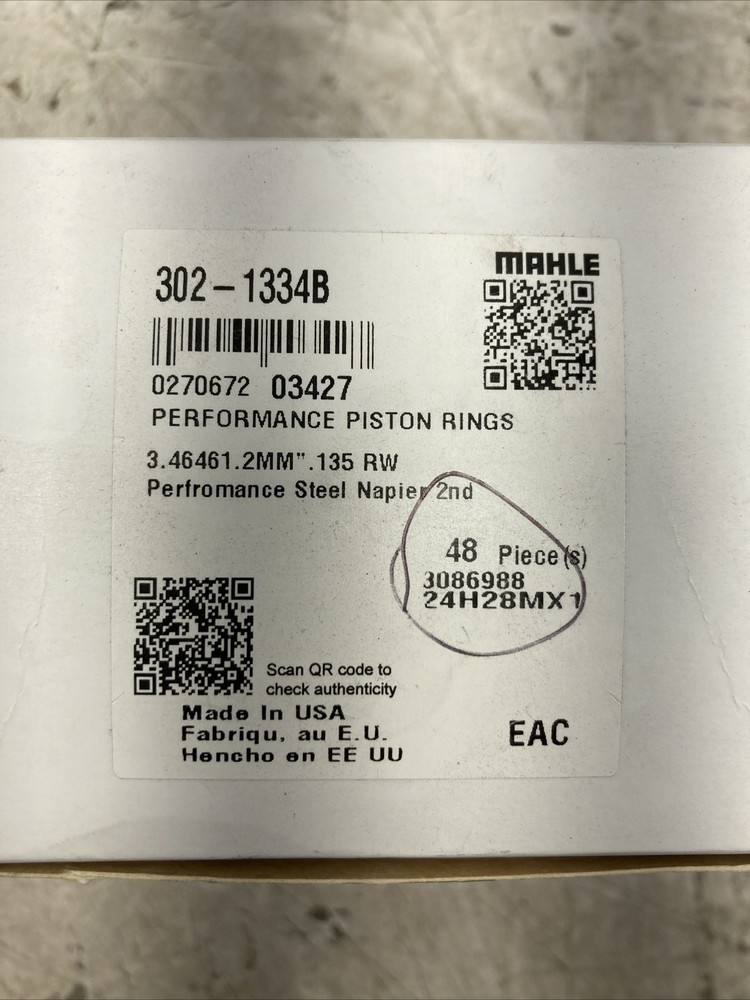 MAHLE
302-1334B
0270672 03427
PERFORMANCE PISTON RINGS
3.46461.2MM".135 RW
Perfromance Steel Napier 2nd
48 Piece(s)
3086988
24H28MX1
Scan QR code to
check authenticity
Made In USA
Fabriqu, au E.U.
Hencho en EE UU
EAC